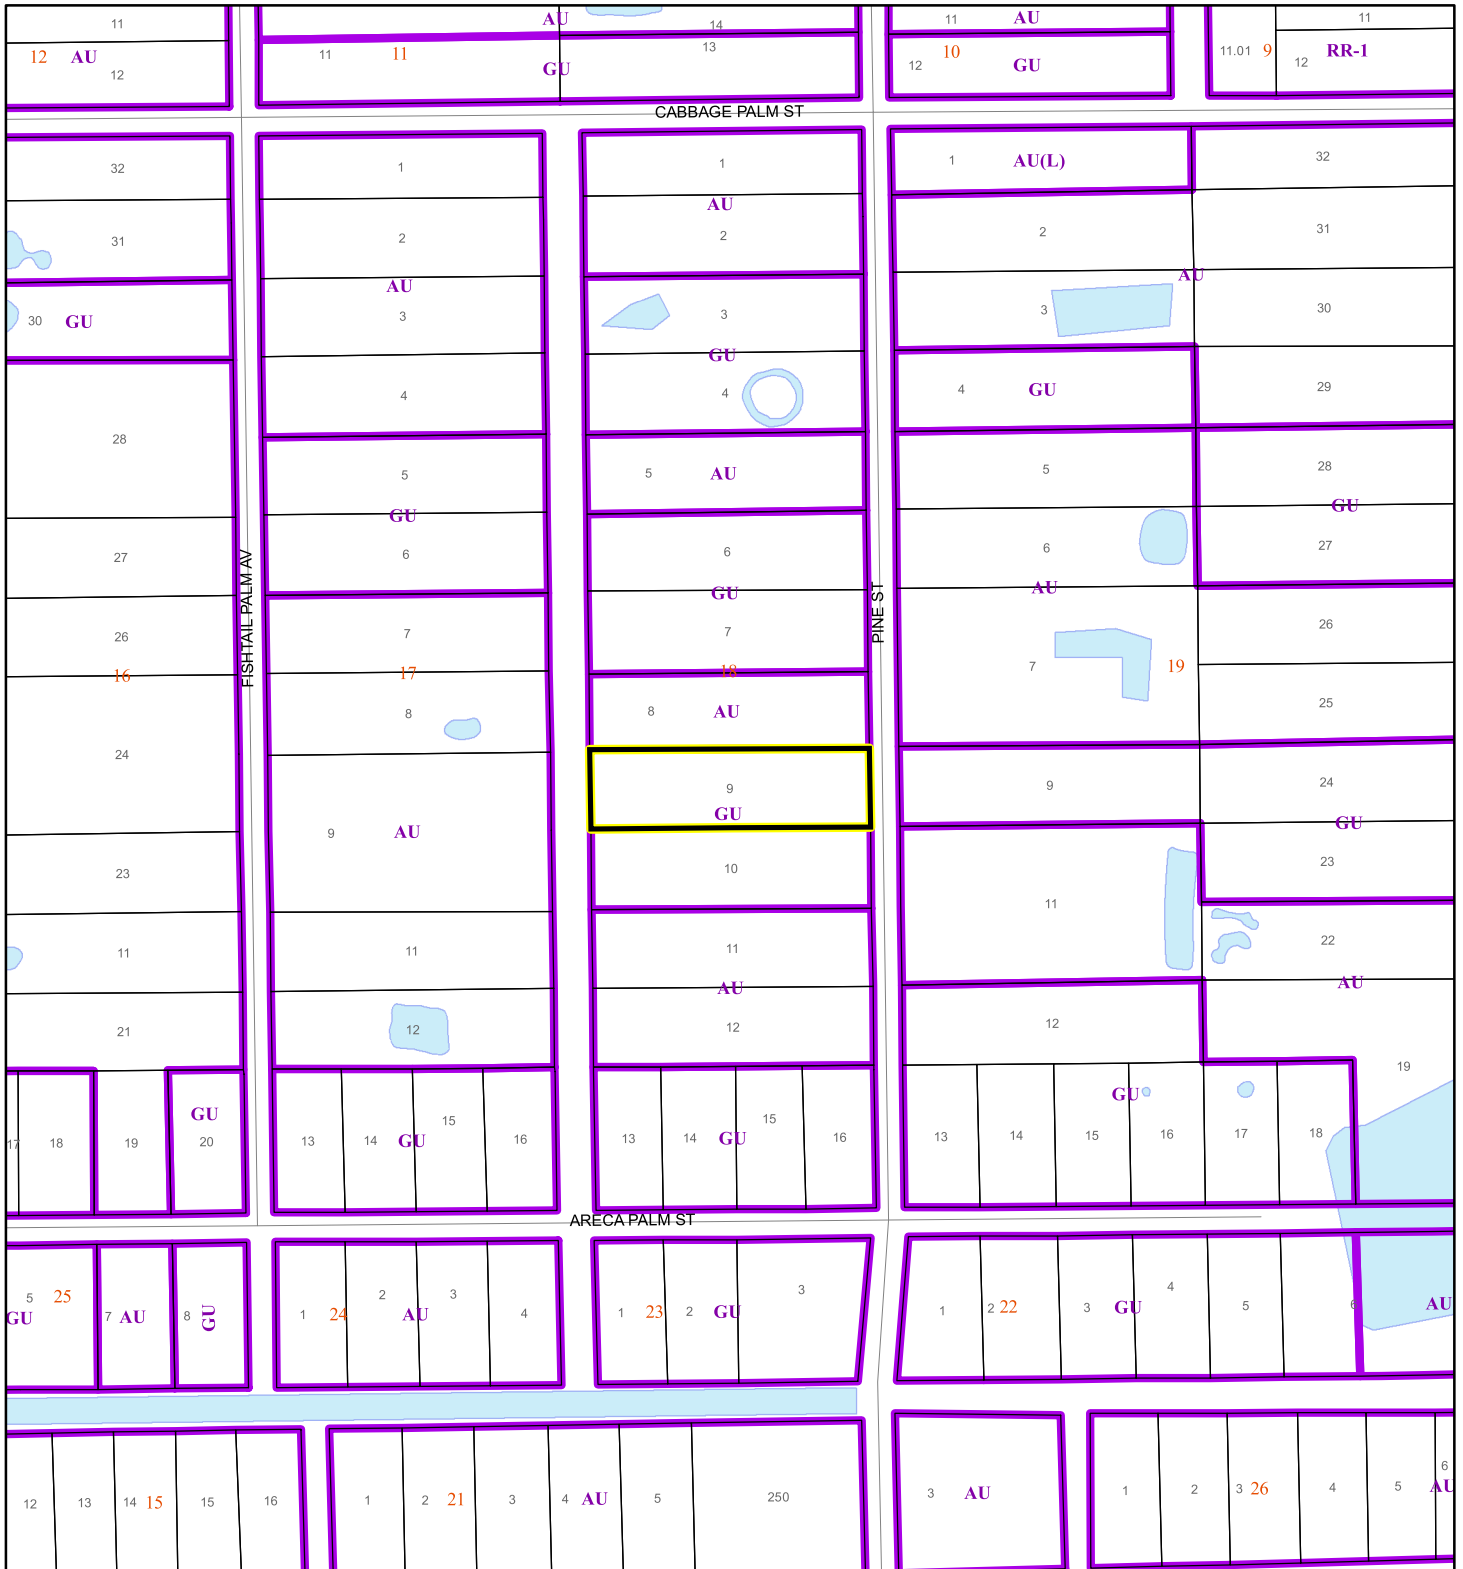 11 AU 14 11 AU 11
12 AU 12 11 11 GU 13 12 10 GU 11.01 9 12 RR-1
CABBAGE PALM ST
32 1 1 AU 1 AU(L) 32
31 2 2 2 31
AU AU
30 GU 3 3 GU 3 30
4 4 4 GU 29
28 5 5 AU 5 28
GU GU
27 6 6 GU 6 AU 27
FISHTAIL PALM AV
PINE ST
26 7 7 7 26
16 17 18 19
24 8 8 AU 25
9 AU 9 GU 9 24 GU
23 10 11 23
11 11 11 AU 22 AU
21 12 12 12 19
17 18 19 GU 20 13 14 GU 15 16 13 14 GU 15 16 13 14 15 GU 16 17 18
ARECA PALM ST
5 25 GU 7 AU 8 GU 1 24 2 AU 3 4 1 23 2 GU 3 1 2 22 3 GU 4 5 6 AU
12 13 14 15 15 16 1 2 21 3 4 AU 5 250 3 AU 1 2 3 26 4 5 6 AU